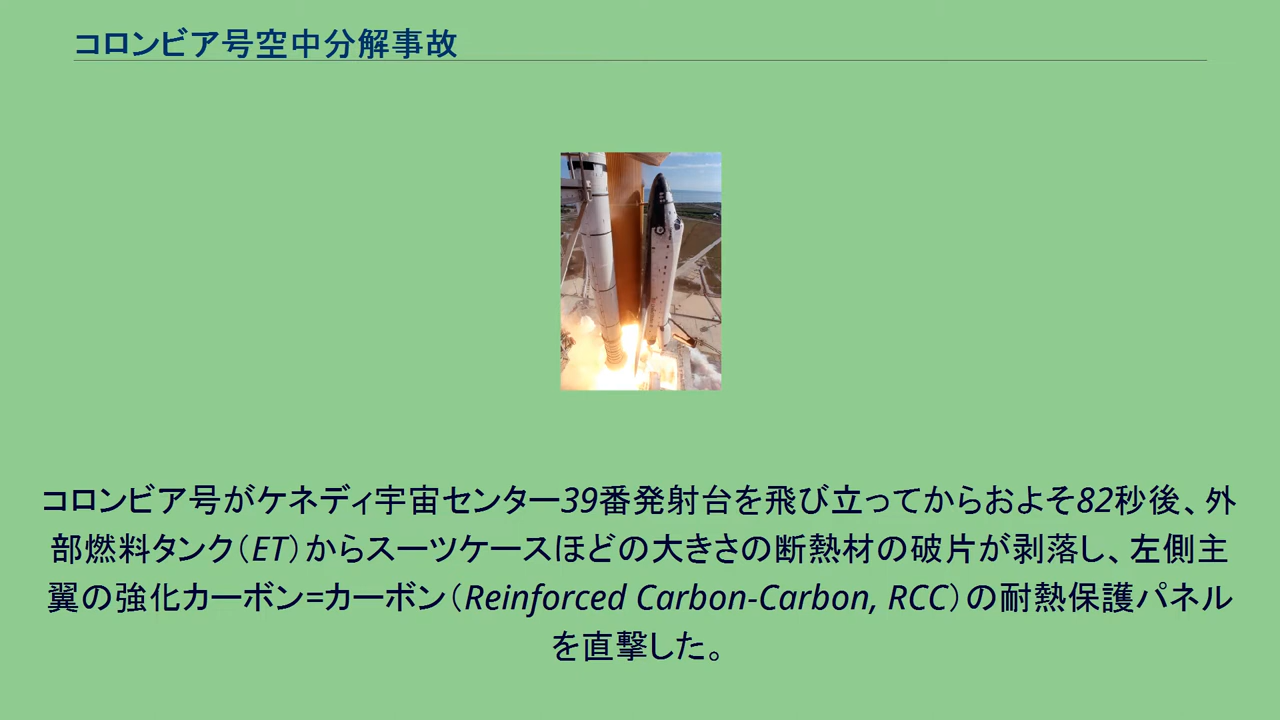 コロンビア号空中分解事故
コロンビア号がケネディ宇宙センター39番発射台を飛び立ってからおよそ82秒後、外
部燃料タンク（ET）からスーツケースほどの大きさの断熱材の破片が剥落し、左側主
翼の強化カーボン=カーボン（Reinforced Carbon-Carbon, RCC）の耐熱保護パネル
を直撃した。